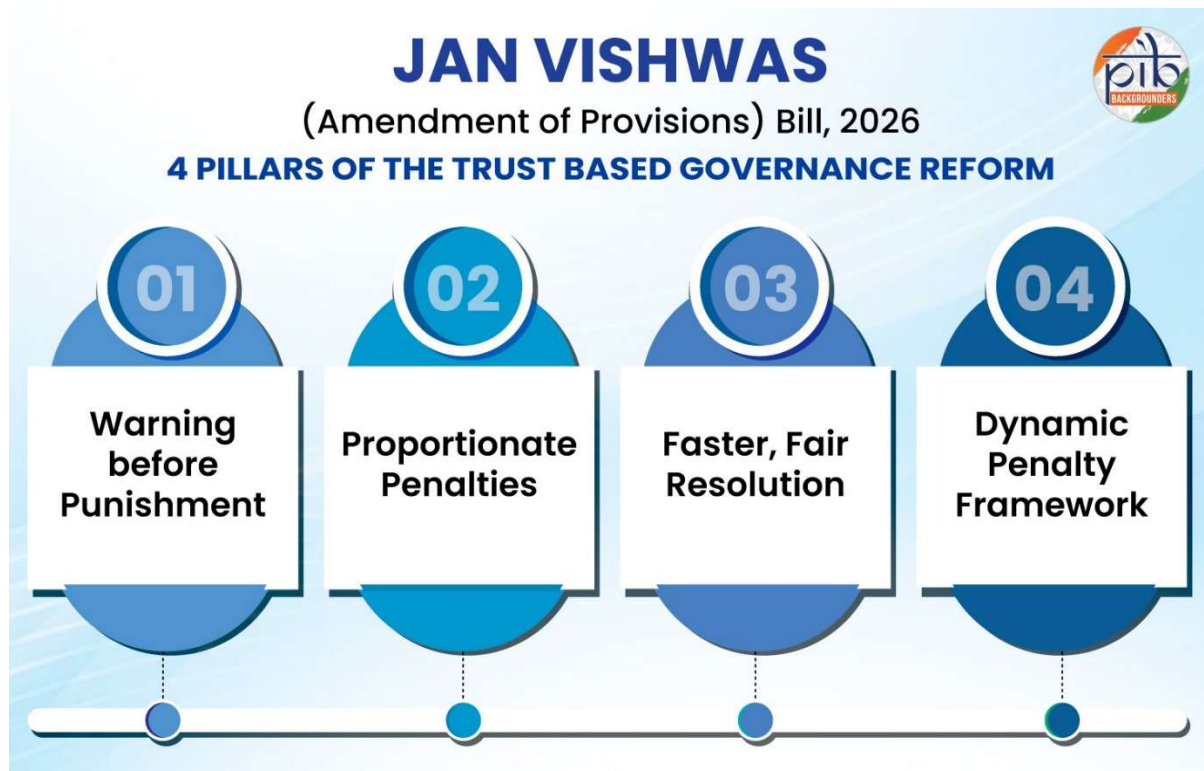 JAN VISHWAS
(Amendment of Provisions) Bill, 2026
4 PILLARS OF THE TRUST BASED GOVERNANCE REFORM
pib
BACKGROUNDERS
01
Warning
before
Punishment
02
Proportionate
Penalties
03
Faster, Fair
Resolution
04
Dynamic
Penalty
Framework